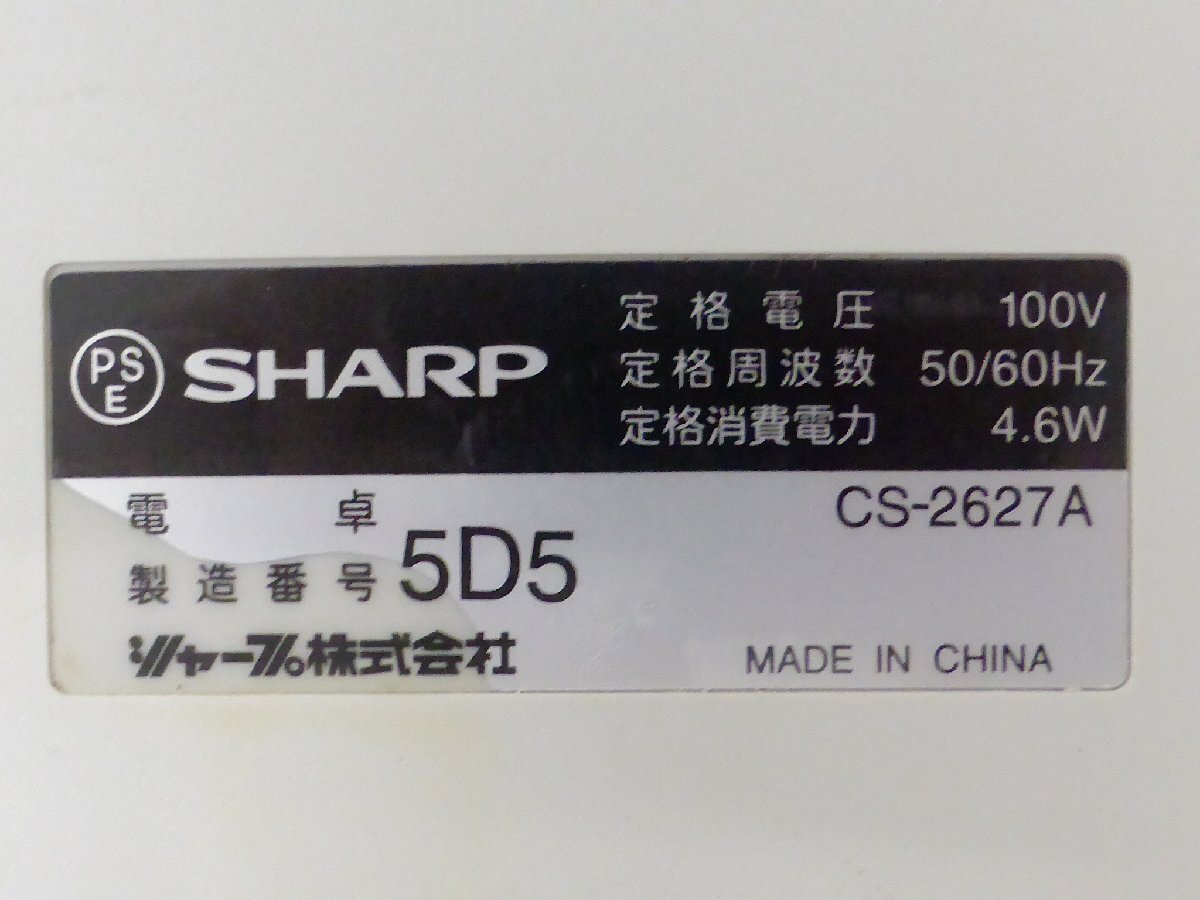 PSE SHARP
定格電圧 100V
定格周波数 50/60Hz
定格消費電力 4.6W
電卓 CS-2627A
製造番号 5D5
シャープ株式会社 MADE IN CHINA